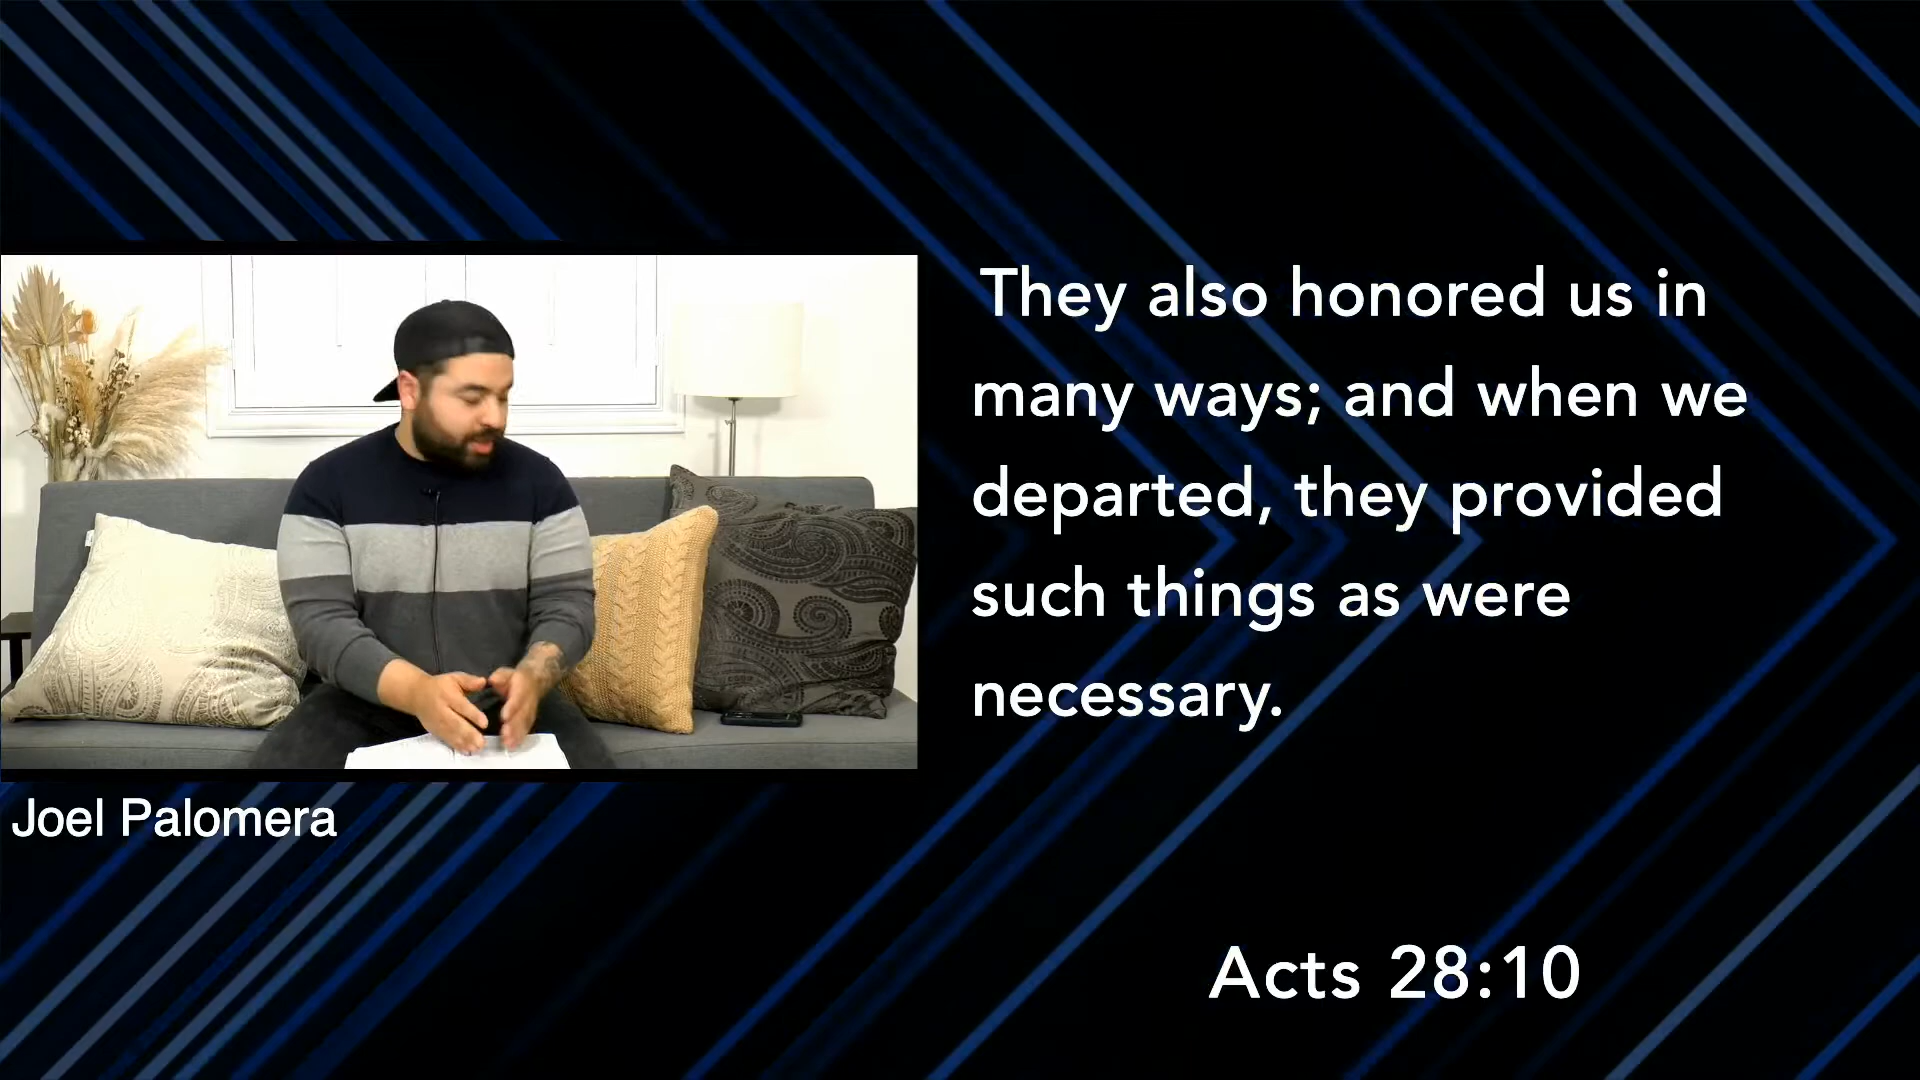 They also honored us in
many ways; and when we
departed, they provided
such things as were
necessary.
Joel Palomera
Acts 28:10